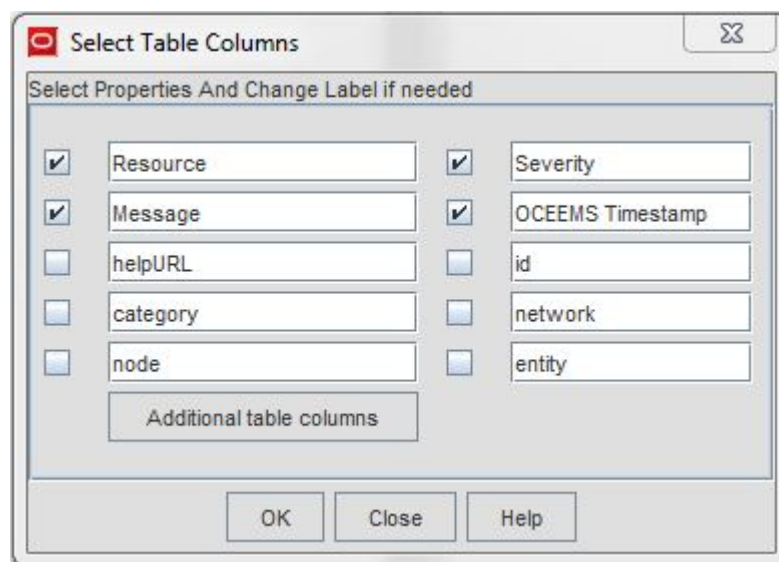 Select Table Columns
Select Properties And Change Label if needed
Resource Severity
Message OCEEMS Timestamp
helpURL id
category network
node entity
Additional table columns
OK Close Help